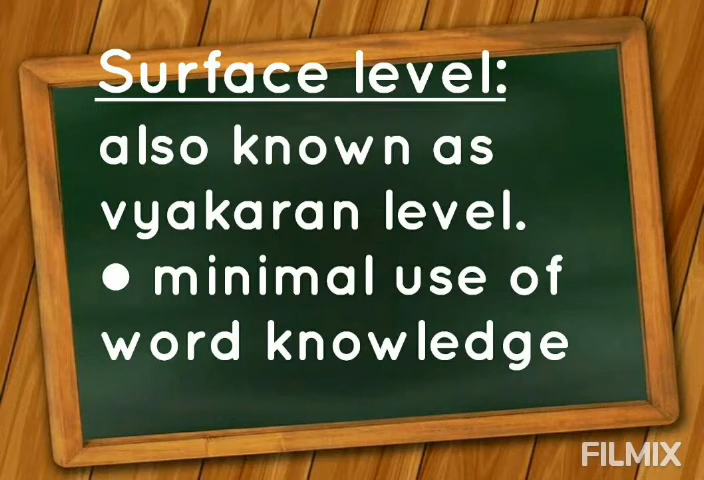 Surface level:
also known as
vyakaran level.
● minimal use of
word knowledge
FILMIX